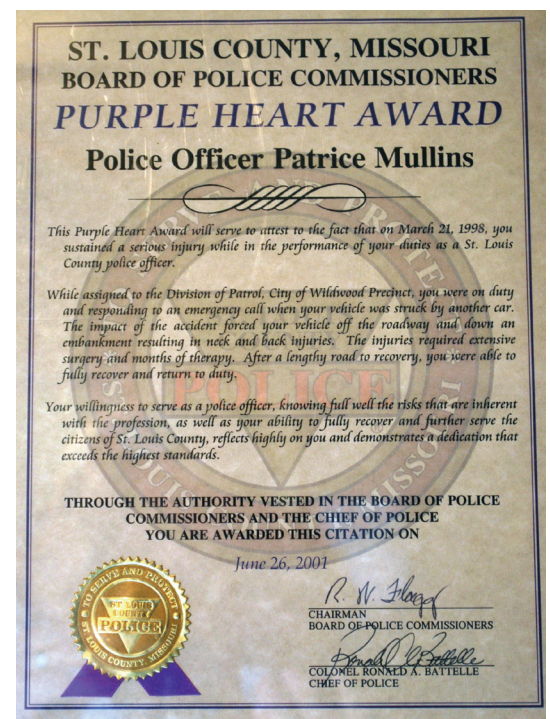 ST. LOUIS COUNTY, MISSOURI
BOARD OF POLICE COMMISSIONERS
PURPLE HEART AWARD
Police Officer Patrice Mullins
This Purple Heart Award will serve to attest to the fact that on March 21, 1998, you
sustained a serious injury while in the performance of your duties as a St. Louis
County police officer.
While assigned to the Division of Patrol, City of Wildwood Precinct, you were on duty
and responding to an emergency call when your vehicle was struck by another car.
The impact of the accident forced your vehicle off the roadway and down an
embankment resulting in neck and back injuries. The injuries required extensive
surgery and months of therapy. After a lengthy road to recovery, you were able to
fully recover and return to duty.
Your willingness to serve as a police officer, knowing full well the risks that are inherent
with the profession, as well as your ability to fully recover and further serve the
citizens of St. Louis County, reflects highly on you and demonstrates a dedication that
exceeds the highest standards.
THROUGH THE AUTHORITY VESTED IN THE BOARD OF POLICE
COMMISSIONERS AND THE CHIEF OF POLICE
YOU ARE AWARDED THIS CITATION ON
June 26, 2001
CHAIRMAN
BOARD OF POLICE COMMISSIONERS
Ronald A Battelle
COLONEL RONALD A. BATTELLE
CHIEF OF POLICE
TO SERVE AND PROTECT
ST. LOUIS
COUNTY
POLICE
ST. LOUIS COUNTY, MISSOURI
POLICE